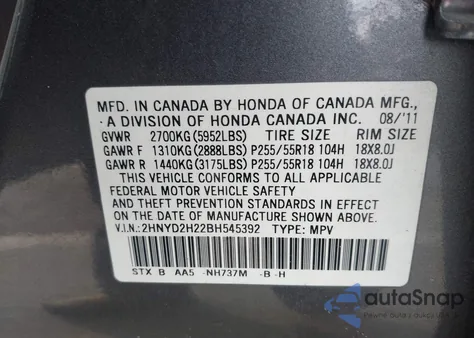 MFD. IN CANADA BY HONDA OF CANADA MFG.,
A DIVISION OF HONDA CANADA INC. 08/'11
GVWR 2700KG(5952LBS) TIRE SIZE RIM SIZE
GAWR F 1310KG(2888LBS) P255/55R18 104H 18X8.0J
GAWR R 1440KG(3175LBS) P255/55R18 104H 18X8.0J
THIS VEHICLE CONFORMS TO ALL APPLICABLE
FEDERAL MOTOR VEHICLE SAFETY
AND THEFT PREVENTION STANDARDS IN EFFECT
ON THE DATE OF MANUFACTURE SHOWN ABOVE.
V.I.N.: 2HNYD2H22BH545392 TYPE: MPV
STX B AA5 -NH737M -B-H
autoSnap